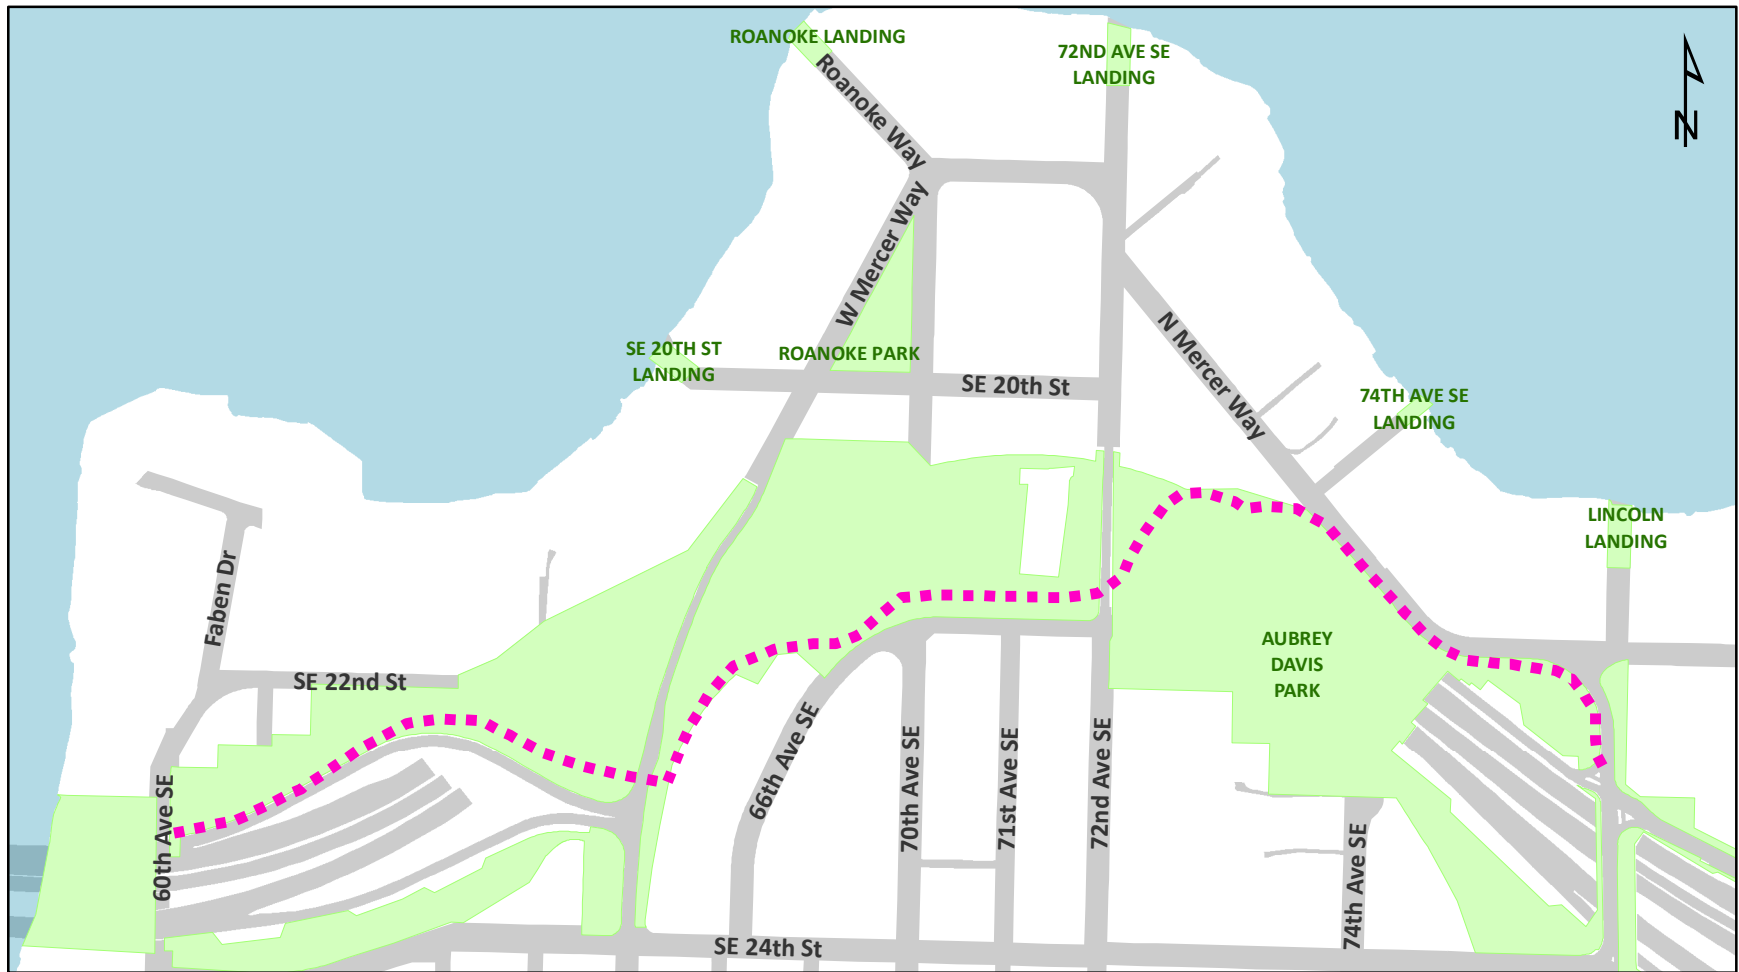 ROANOKE LANDING
72ND AVE SE
LANDING
Roanoke Way
N
W Mercer Way
N Mercer Way
SE 20TH ST
LANDING
ROANOKE PARK
SE 20th St
74TH AVE SE
LANDING
LINCOLN
LANDING
Faben Dr
SE 22nd St
AUBREY
DAVIS
PARK
60th Ave SE
66th Ave SE
70th Ave SE
71st Ave SE
72nd Ave SE
74th Ave SE
SE 24th St